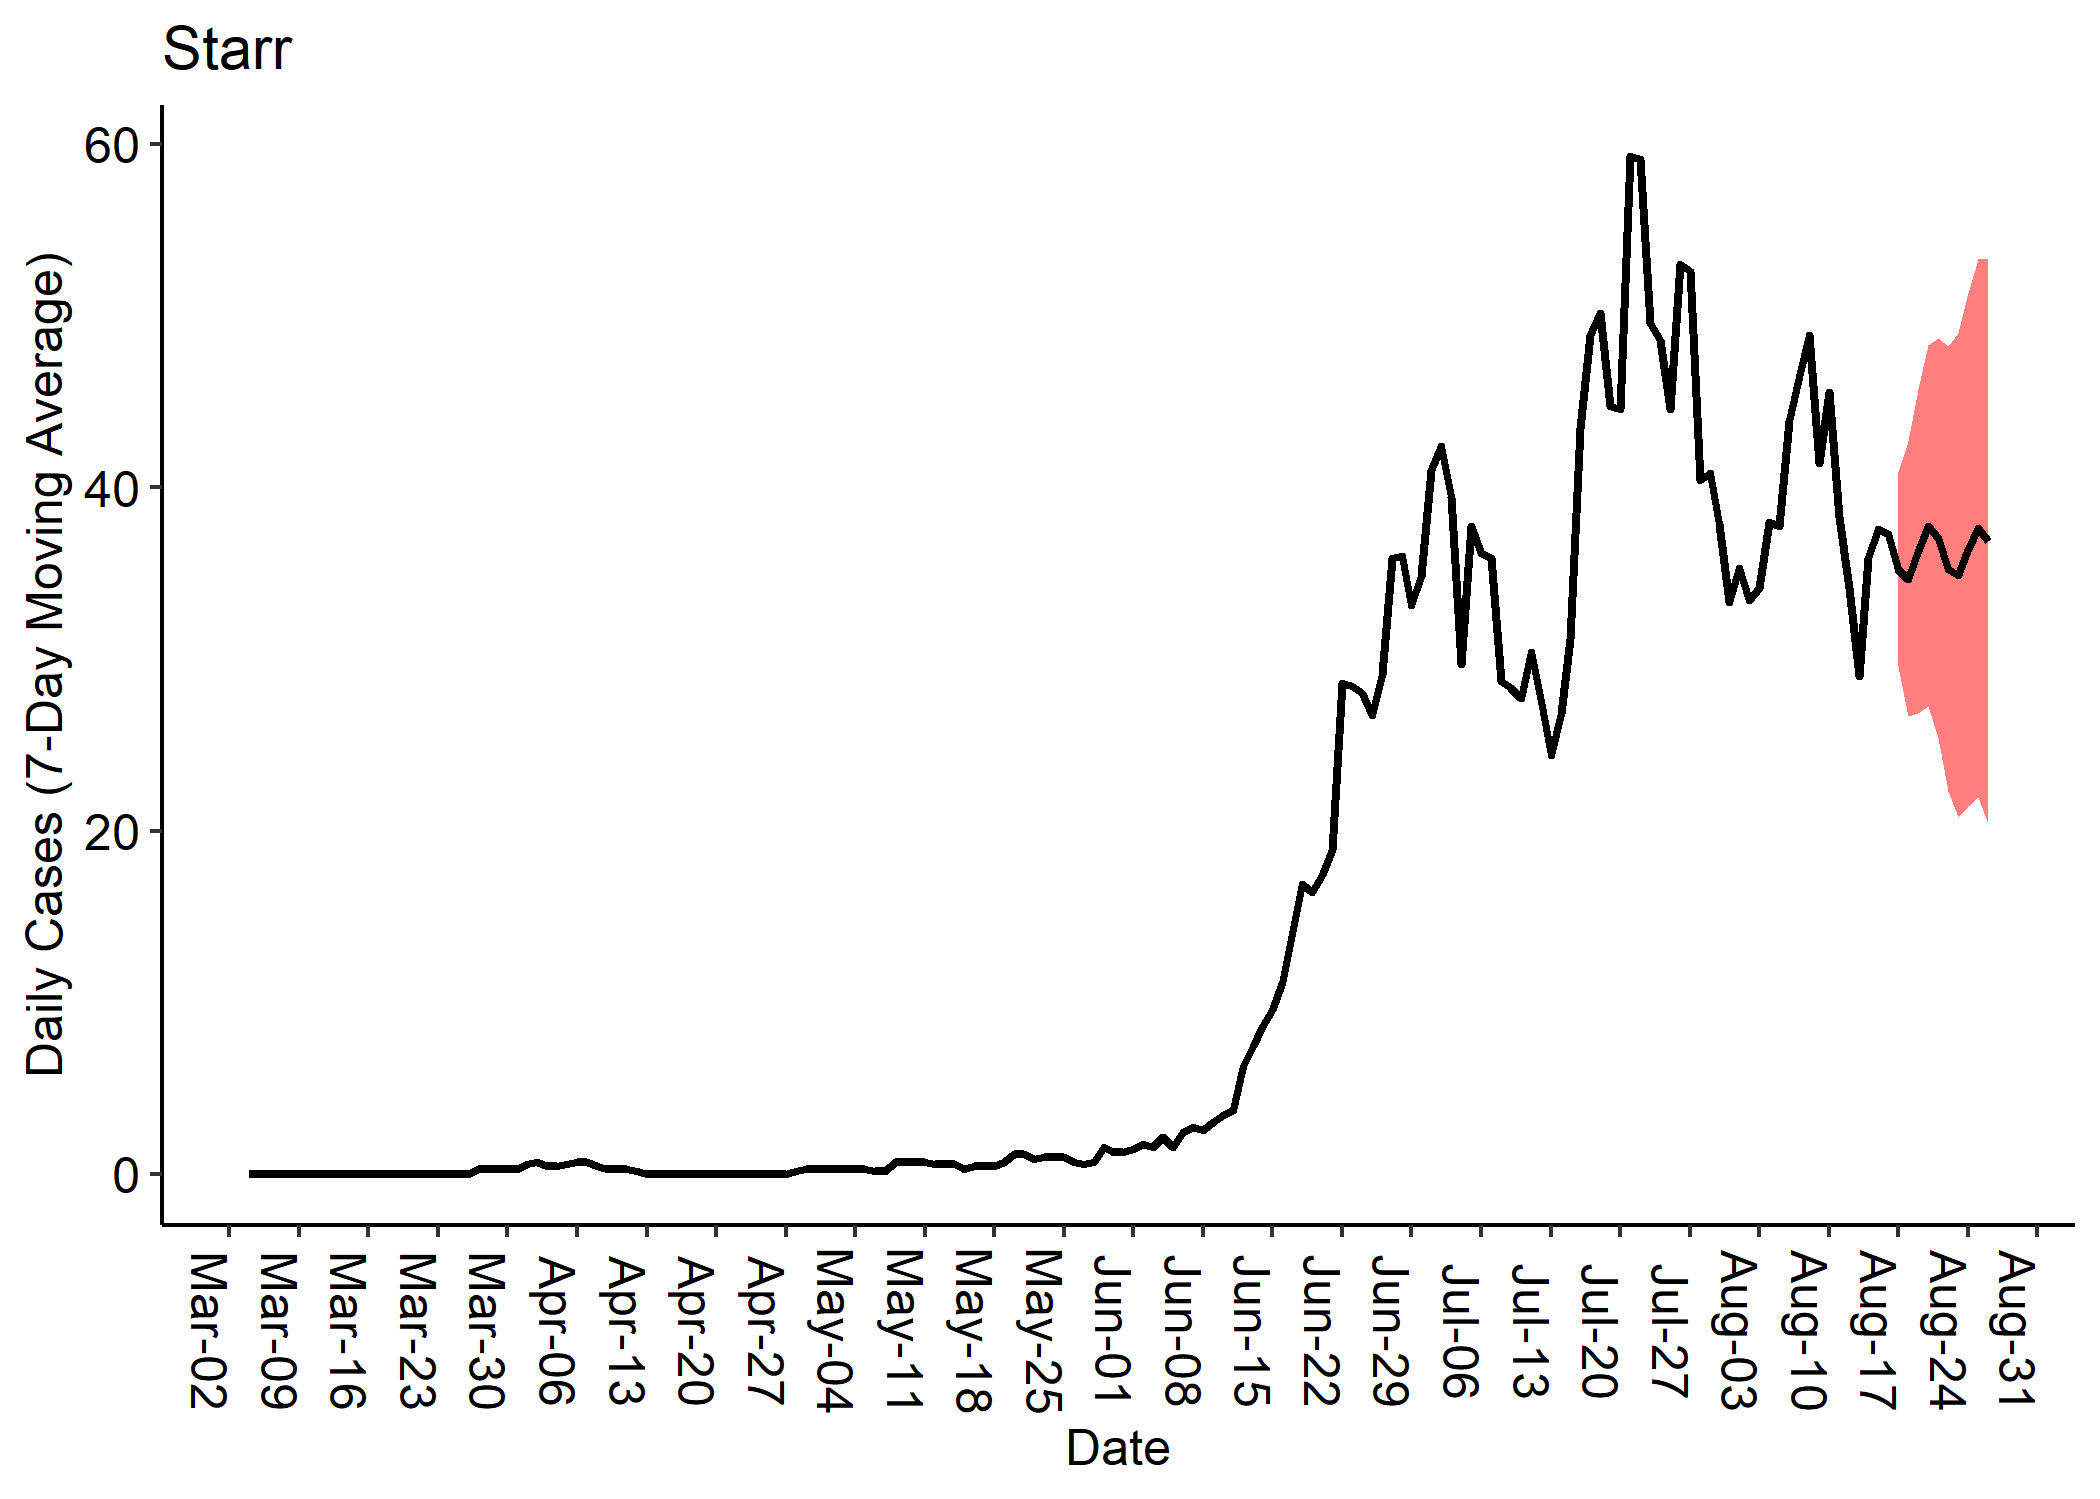 Starr
Daily Cases (7-Day Moving Average)
60
40
20
0
Mar-02
Mar-09
Mar-16
Mar-23
Mar-30
Apr-06
Apr-13
Apr-20
Apr-27
May-04
May-11
May-18
May-25
Jun-01
Jun-08
Jun-15
Jun-22
Jun-29
Jul-06
Jul-13
Jul-20
Jul-27
Aug-03
Aug-10
Aug-17
Aug-24
Aug-31
Date